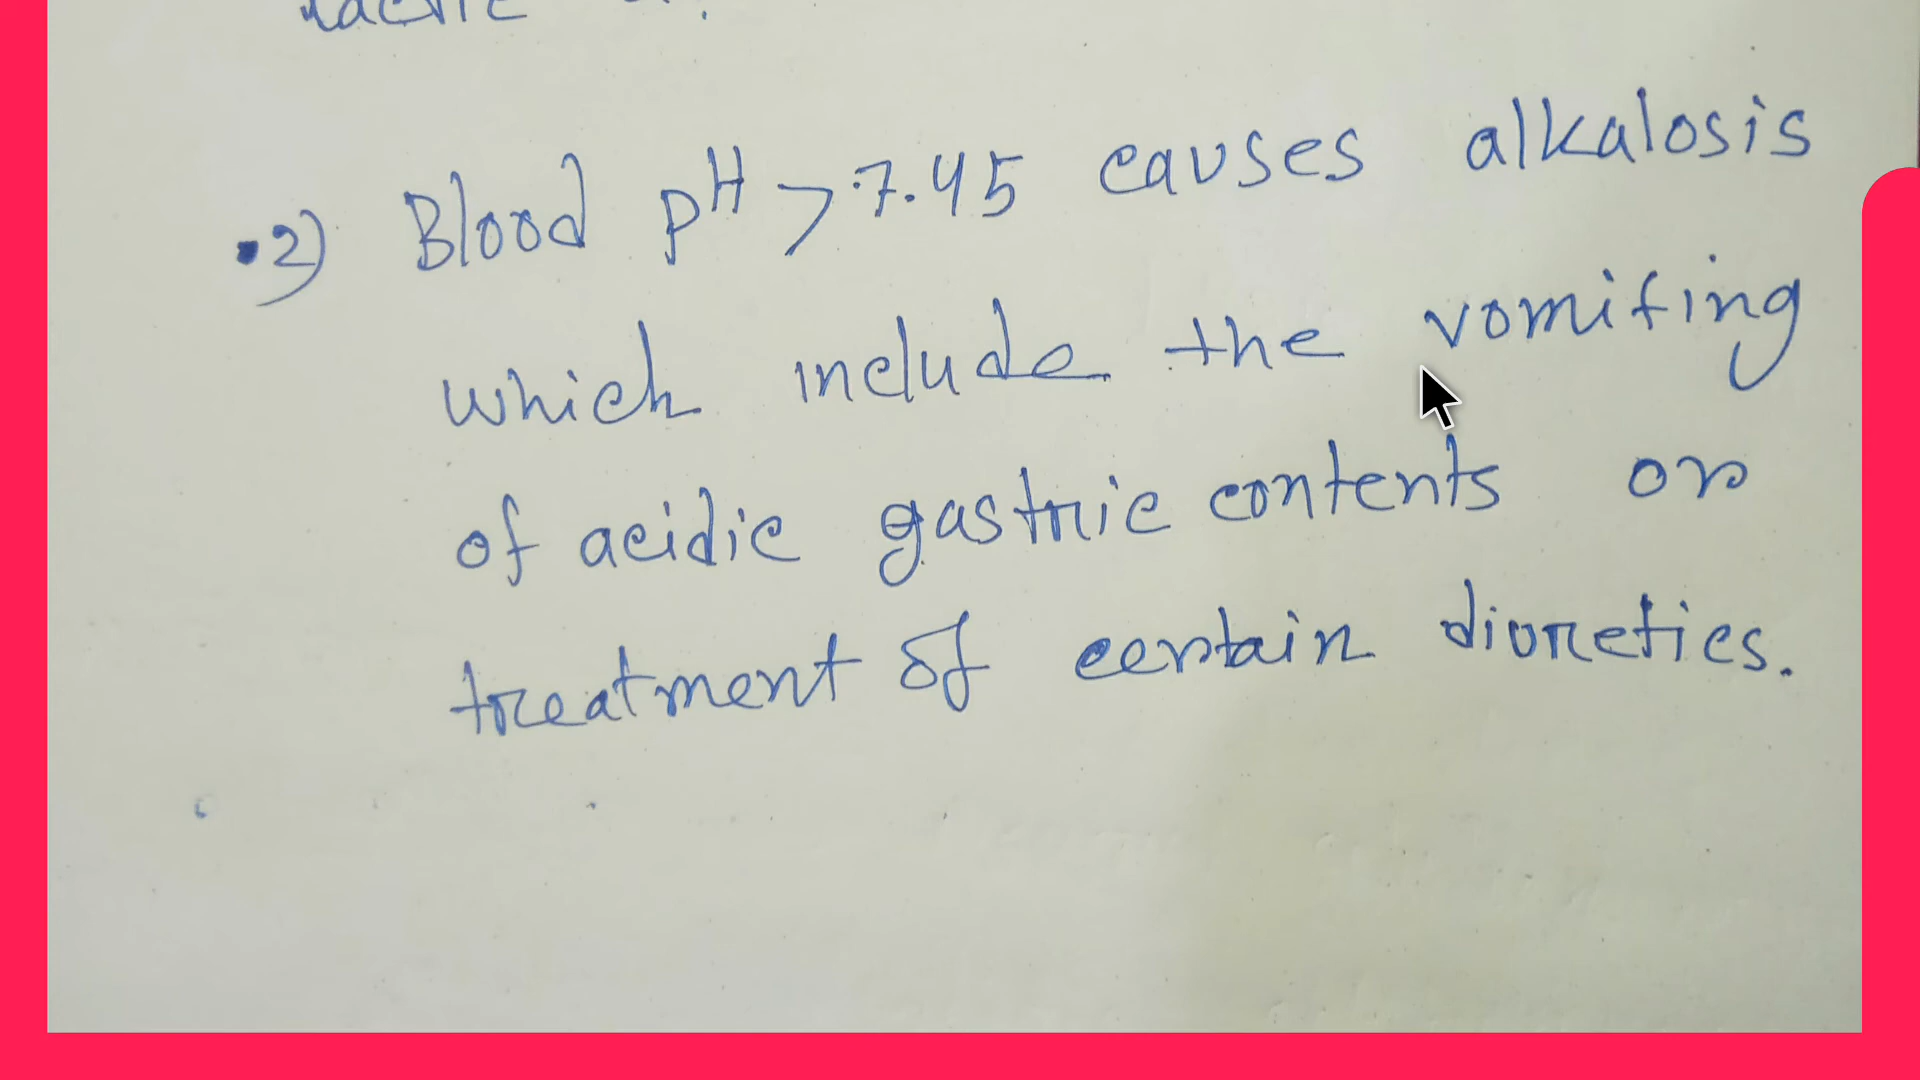 2) Blood pH > 7.45 causes alkalosis
which include the vomiting
of acidic gastric contents or
treatment of certain diuretics.